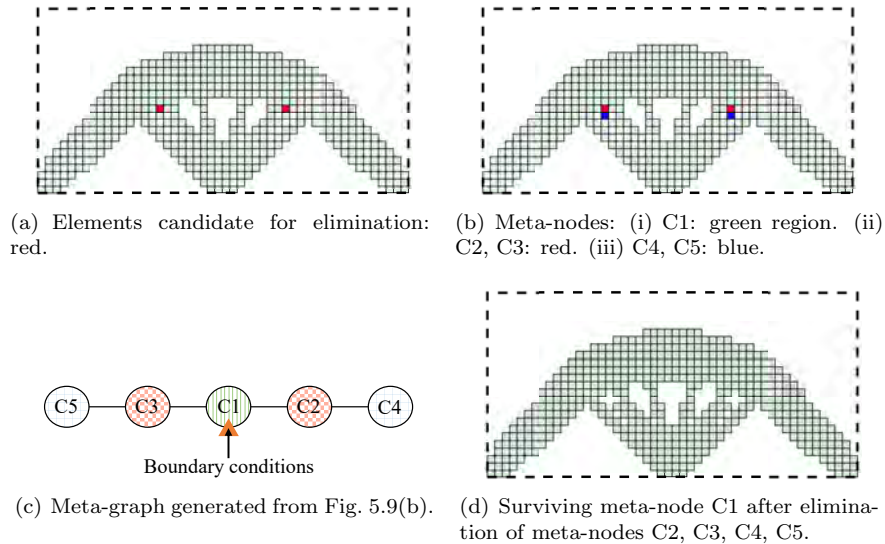 (a) Elements candidate for elimination:
red.
(b) Meta-nodes: (i) C1: green region. (ii)
C2, C3: red. (iii) C4, C5: blue.
C5 C3 C1 C2 C4
Boundary conditions
(c) Meta-graph generated from Fig. 5.9(b).
(d) Surviving meta-node C1 after elimina-
tion of meta-nodes C2, C3, C4, C5.